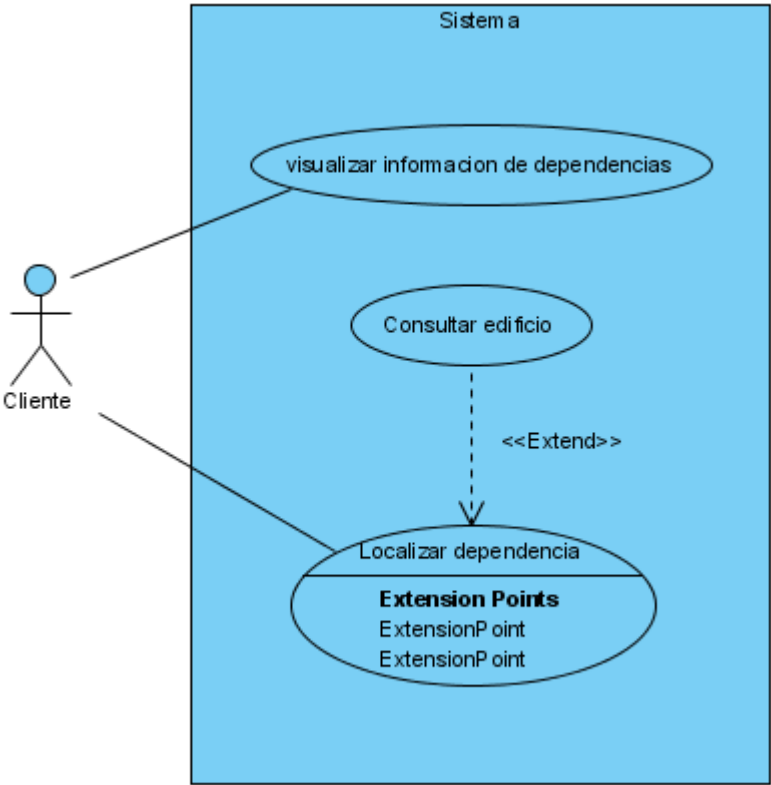 Sistema
visualizar informacion de dependencias
Consultar edificio
Cliente
<<Extend>>
Localizar dependencia
Extension Points
ExtensionPoint
ExtensionPoint